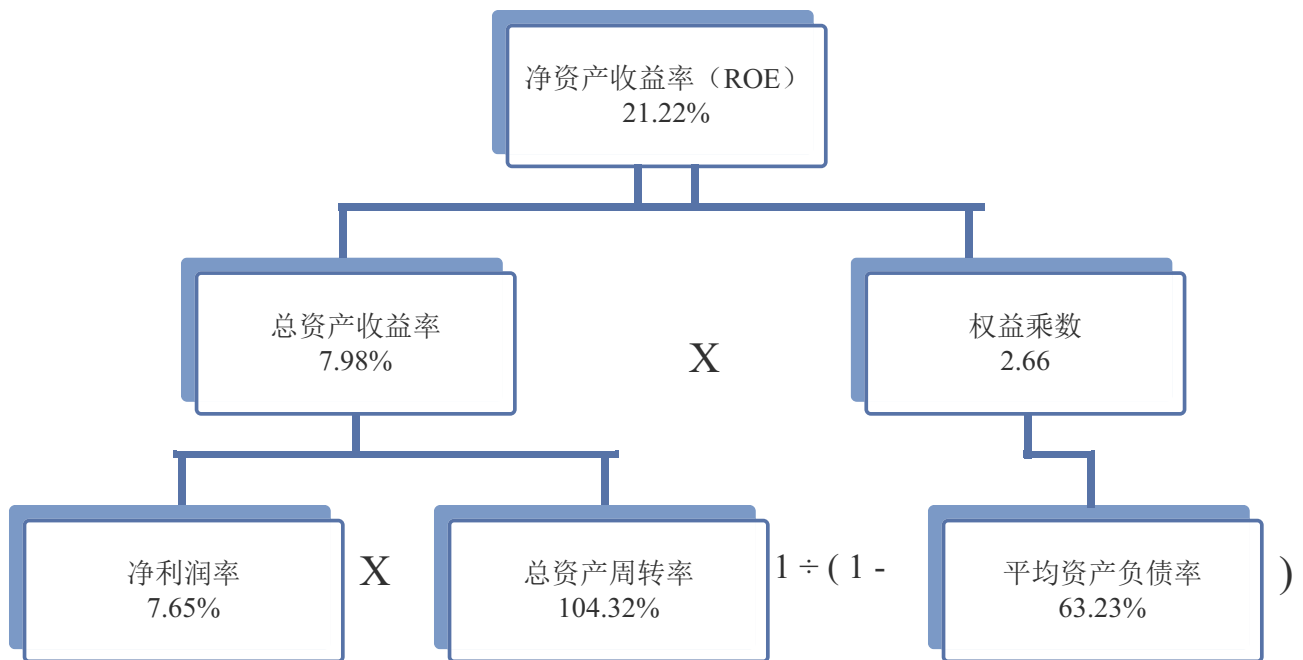 净资产收益率（ROE）
21.22%
总资产收益率
7.98%
X
权益乘数
2.66
净利润率
7.65%
X
总资产周转率
104.32%
1 ÷ ( 1 -
平均资产负债率
63.23%
)